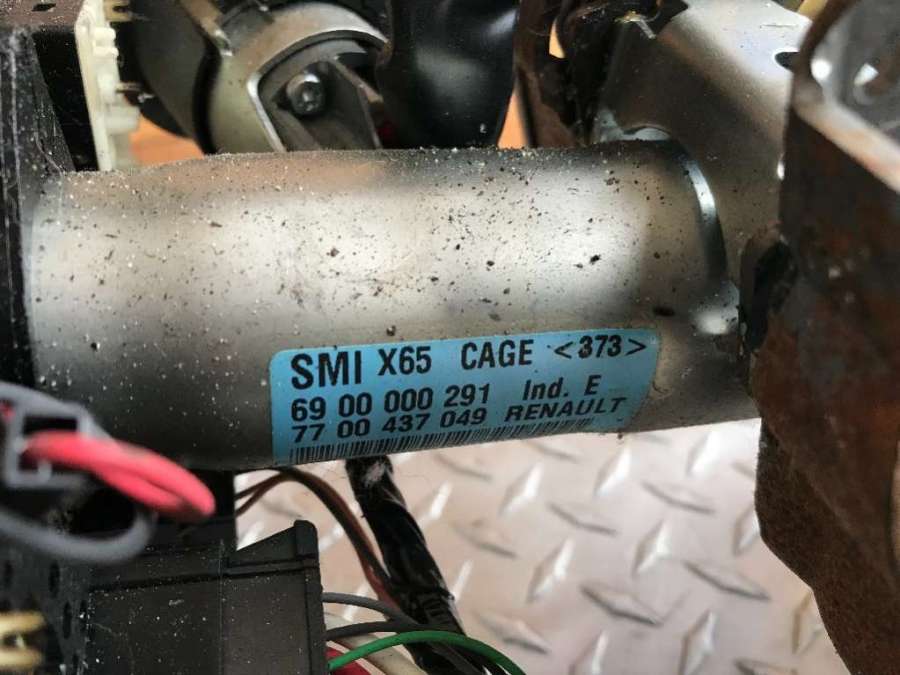 SMI X65 CAGE <373>
69 00 000 291 Ind. E
77 00 437 049 RENAULT